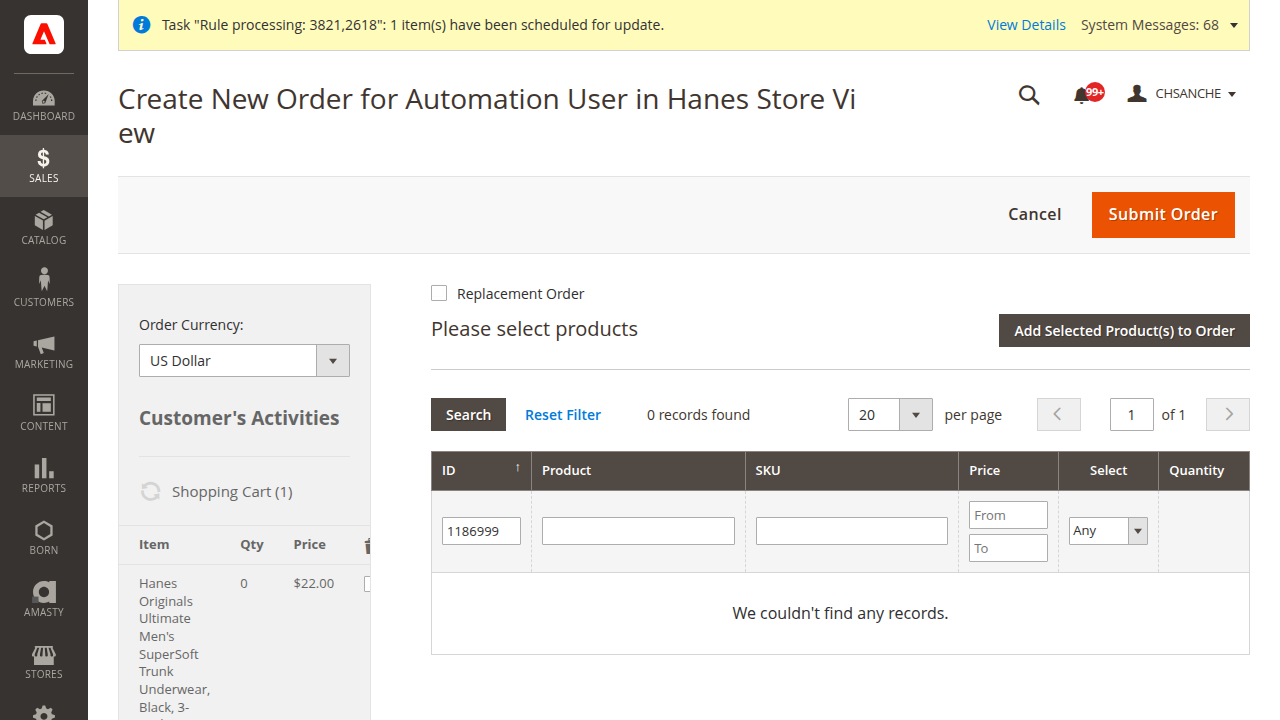 Task "Rule processing: 3821,2618": 1 item(s) have been scheduled for update.
View Details
System Messages: 68
Create New Order for Automation User in Hanes Store Vi
ew
99+
CHSANCHE
DASHBOARD
SALES
CATALOG
CUSTOMERS
MARKETING
CONTENT
REPORTS
BORN
AMASTY
STORES
Cancel
Submit Order
Order Currency:
US Dollar
Customer's Activities
Shopping Cart (1)
Item Qty Price
Hanes 0 $22.00
Originals
Ultimate
Men's
SuperSoft
Trunk
Underwear,
Black, 3-
Replacement Order
Please select products
Add Selected Product(s) to Order
Search Reset Filter 0 records found 20 per page 1 of 1
ID ↑ Product SKU Price Select Quantity
1186999 From Any
To
We couldn't find any records.